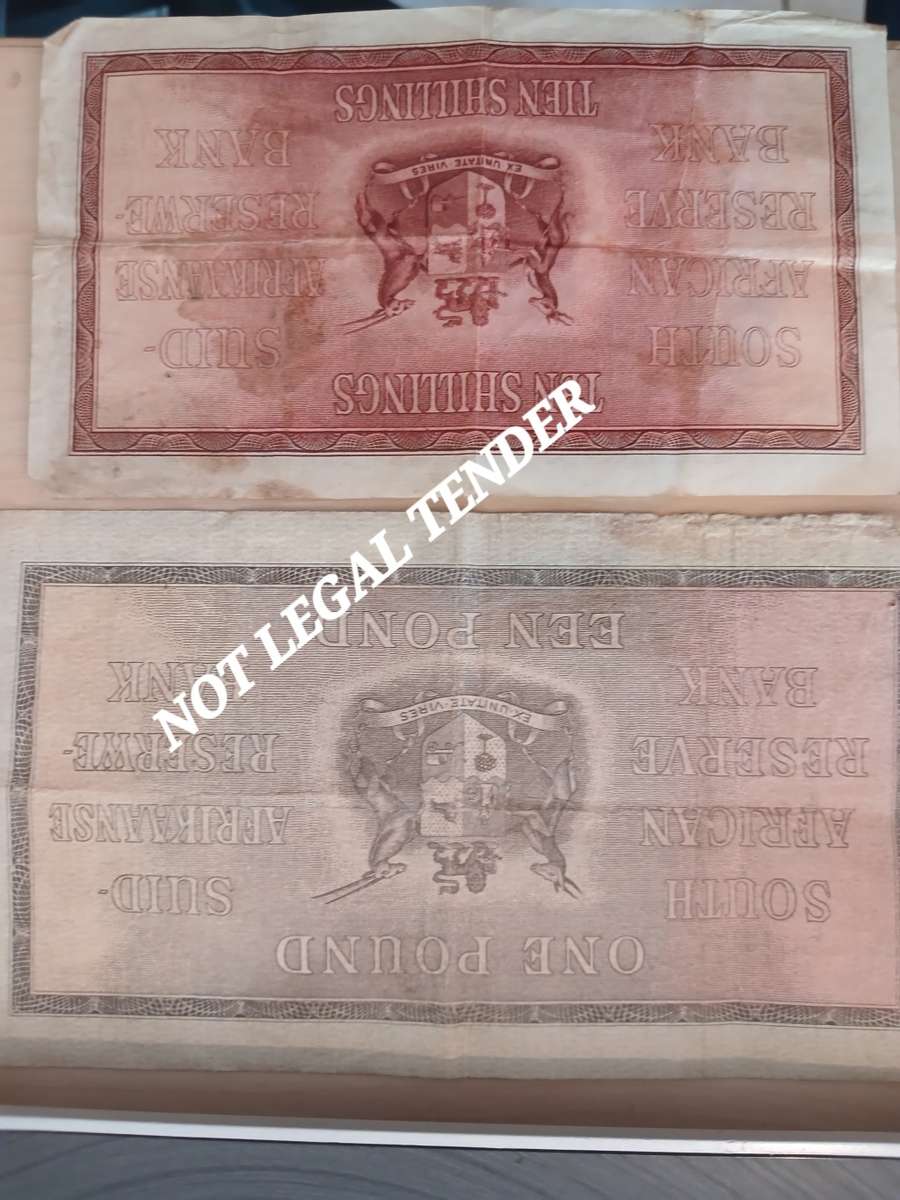 TEN SHILLINGS
SOUTH
AFRICAN
RESERVE
BANK
SUID-
AFRIKAANSE
RESERWE-
BANK
EX UNITATE VIRES
TIEN SHILLINGS
NOT LEGAL TENDER
ONE POUND
SOUTH
AFRICAN
RESERVE
BANK
SUID-
AFRIKAANSE
RESERWE-
BANK
EX UNITATE VIRES
EEN POND